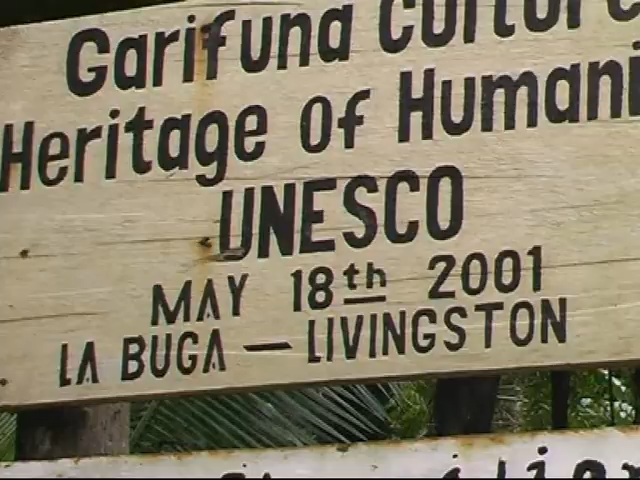 Garifuna Culture
Heritage of Humani
UNESCO
MAY 18th 2001
LA BUGA — LIVINGSTON